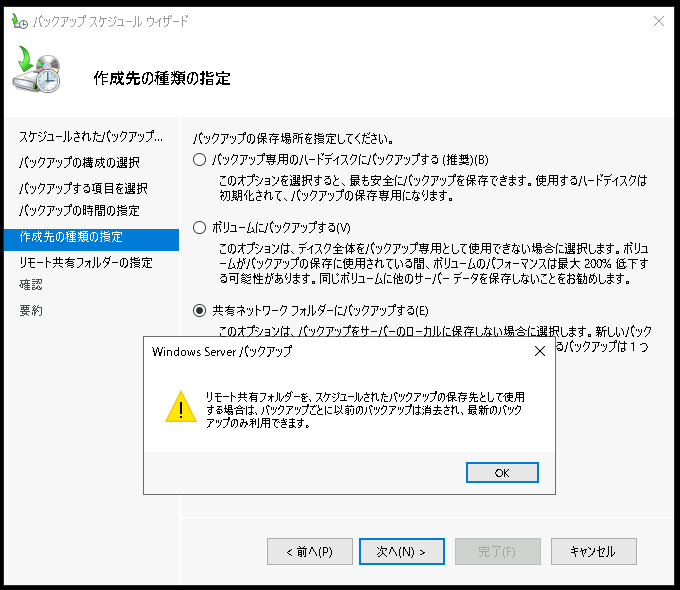 バックアップ スケジュール ウィザード
作成先の種類の指定
スケジュールされたバックアップ...
バックアップの構成の選択
バックアップする項目を選択
バックアップの時間の指定
作成先の種類の指定
リモート共有フォルダーの指定
確認
要約
バックアップの保存場所を指定してください。
バックアップ専用のハード ディスクにバックアップする (推奨)(B)
このオプションを選択すると、最も安全にバックアップを保存できます。使用するハード ディスクは
初期化されて、バックアップの保存専用になります。
ボリュームにバックアップする(V)
このオプションは、ディスク全体をバックアップ専用として使用できない場合に選択します。ボリュ
ームがバックアップの保存に使用されている間、ボリュームのパフォーマンスは最大 200% 低下す
る可能性があります。同じボリュームに他のサーバー データを保存しないことをお勧めします。
共有ネットワーク フォルダーにバックアップする(E)
このオプションは、バックアップをサーバーのローカルに保存しない場合に選択します。新しいバック
るバックアップは 1 つ
Windows Server バックアップ
リモート共有フォルダーを、スケジュールされたバックアップの保存先として使用
する場合は、バックアップごとに以前のバックアップは消去され、最新のバック
アップのみ利用できます。
OK
< 前へ(P)
次へ(N) >
完了(F)
キャンセル